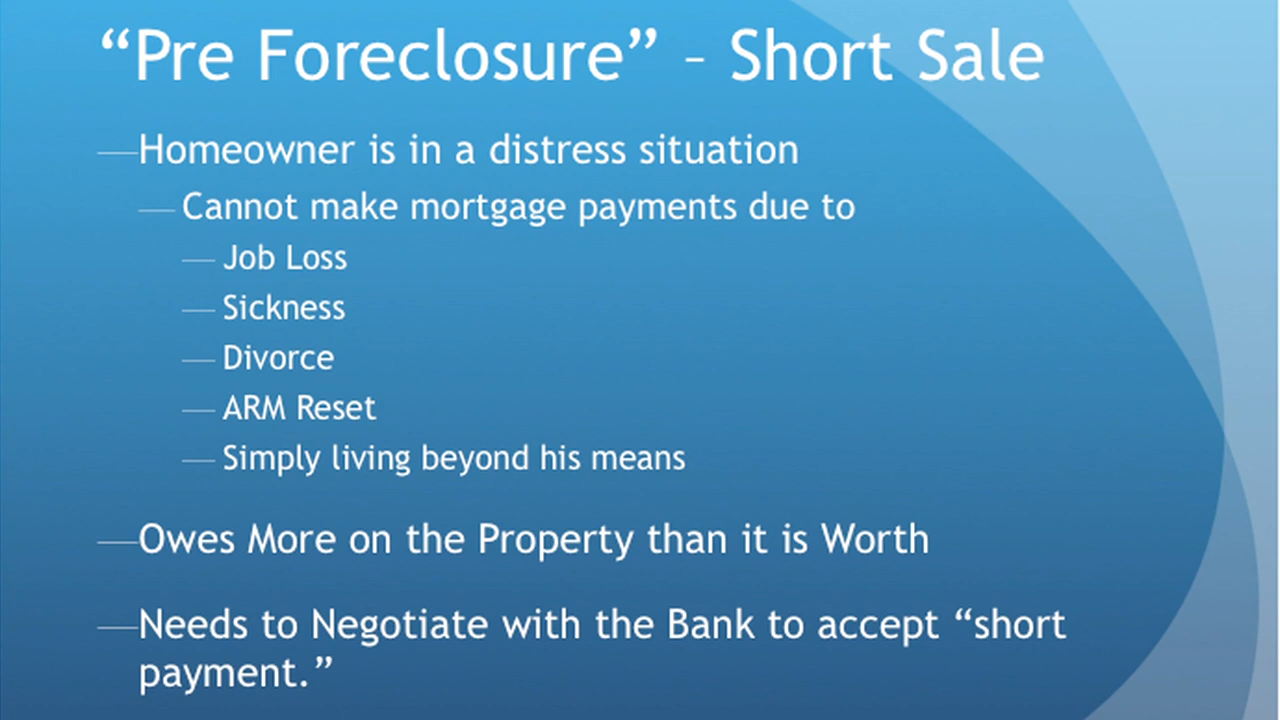 “Pre Foreclosure” – Short Sale
—Homeowner is in a distress situation
— Cannot make mortgage payments due to
— Job Loss
— Sickness
— Divorce
— ARM Reset
— Simply living beyond his means
—Owes More on the Property than it is Worth
—Needs to Negotiate with the Bank to accept “short
payment.”